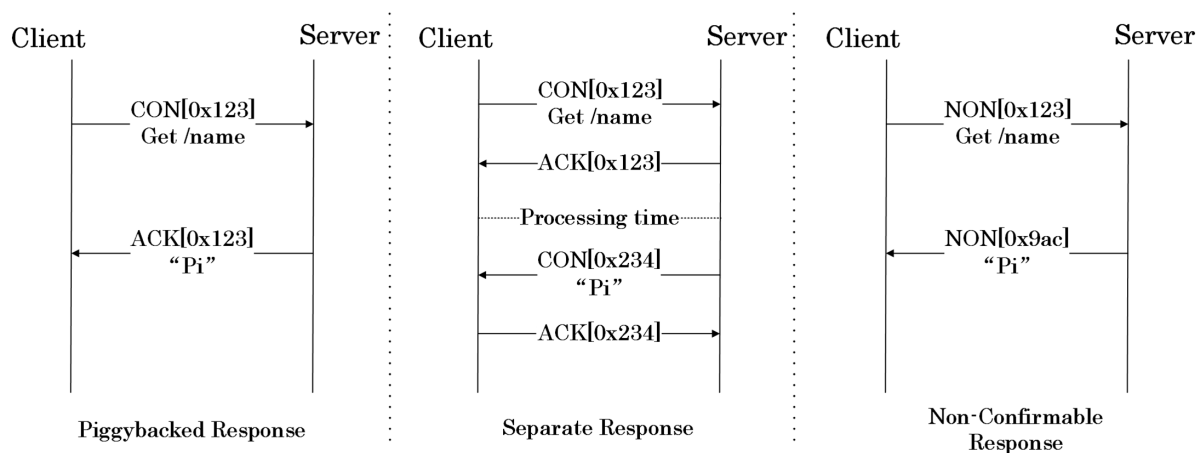 Client
Server
CON[0x123]
Get /name
ACK[0x123]
“Pi”
Piggybacked Response
Client
Server
CON[0x123]
Get /name
ACK[0x123]
Processing time
CON[0x234]
“Pi”
ACK[0x234]
Separate Response
Client
Server
NON[0x123]
Get /name
NON[0x9ac]
“Pi”
Non-Confirmable
Response